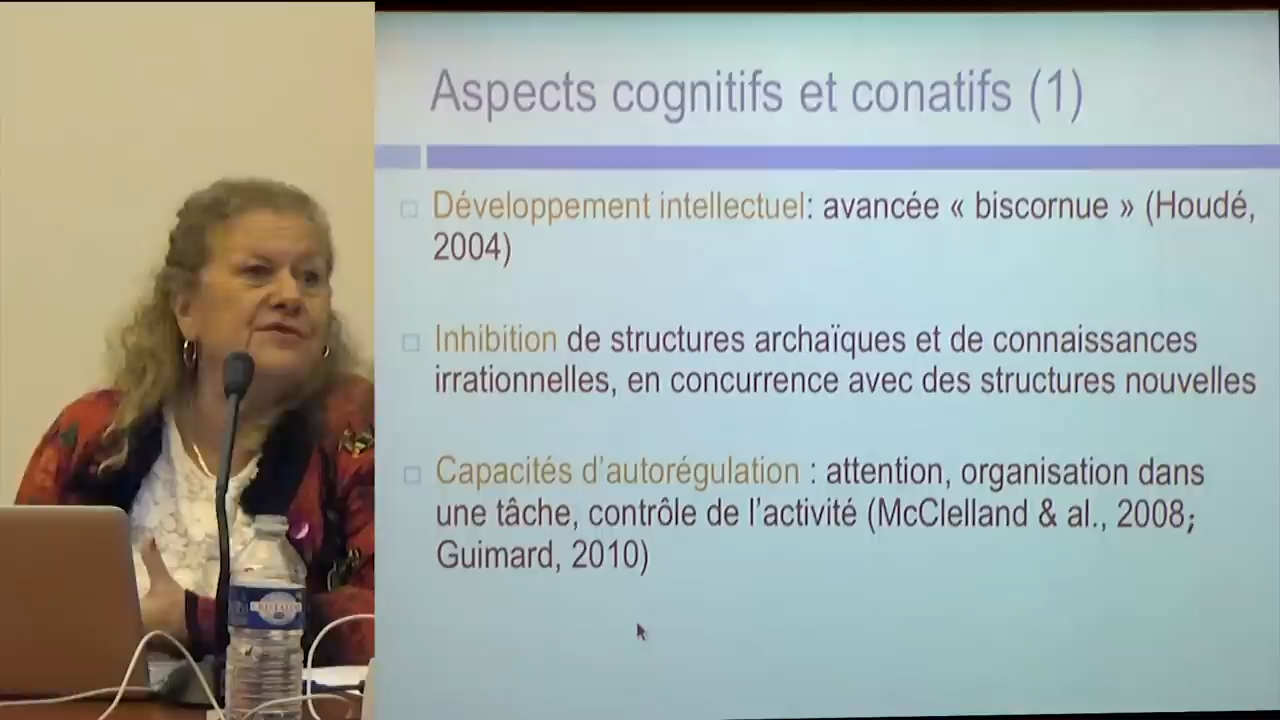 Aspects cognitifs et conatifs (1)
Développement intellectuel: avancée « biscornue » (Houdé,
2004)
Inhibition de structures archaïques et de connaissances
irrationnelles, en concurrence avec des structures nouvelles
Capacités d'autorégulation : attention, organisation dans
une tâche, contrôle de l'activité (McClelland & al., 2008;
Guimard, 2010)